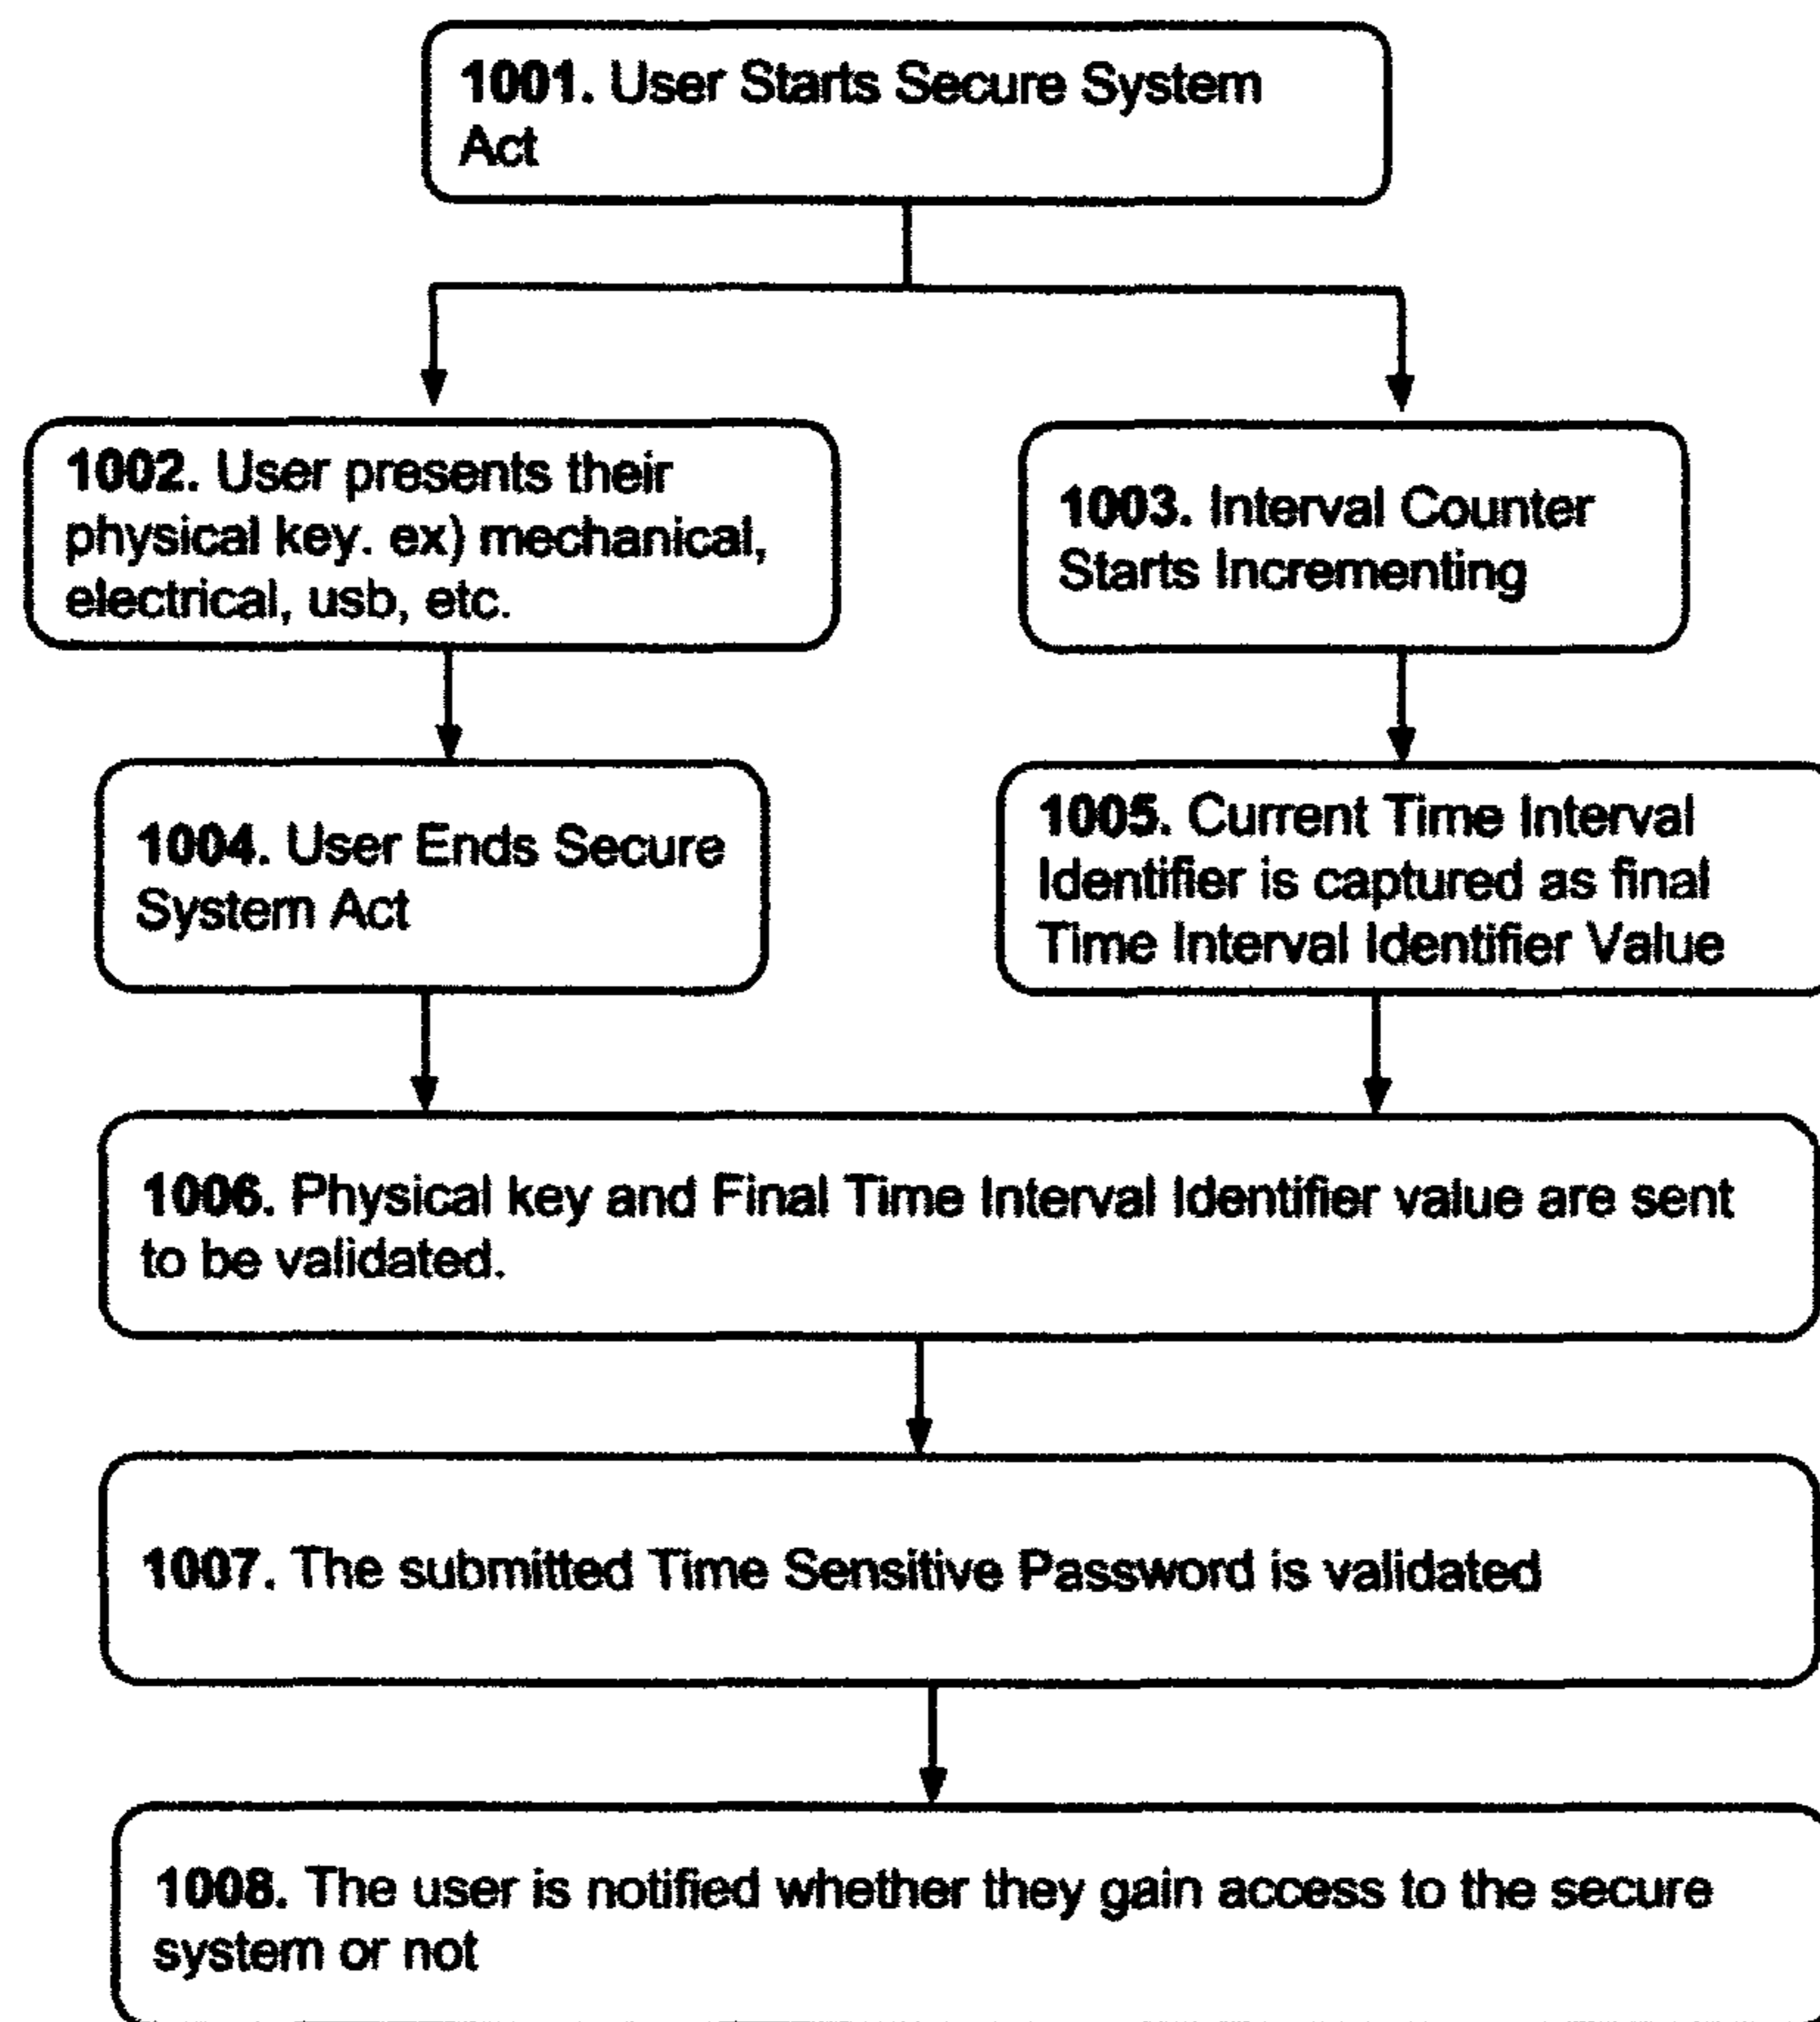 1001. User Starts Secure System
Act
1002. User presents their
physical key. ex) mechanical,
electrical, usb, etc.
1003. Interval Counter
Starts Incrementing
1004. User Ends Secure
System Act
1005. Current Time Interval
Identifier is captured as final
Time Interval Identifier Value
1006. Physical key and Final Time Interval Identifier value are sent
to be validated.
1007. The submitted Time Sensitive Password is validated
1008. The user is notified whether they gain access to the secure
system or not